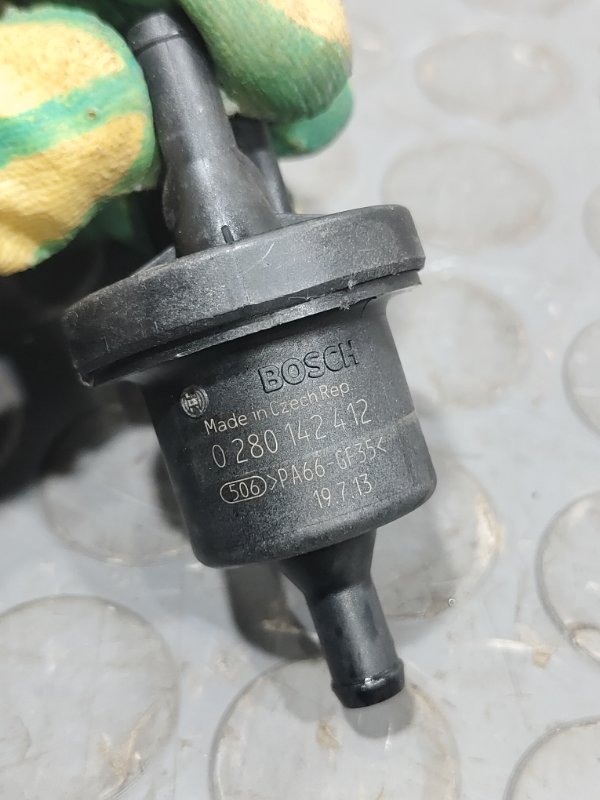 BOSCH
Made in Czech Rep.
0 280 142 412
506 >PA66-GF35<
19.7.13